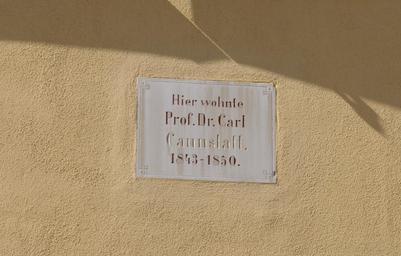 Hier wohnte
Prof. Dr. Carl
Cannstatt.
1843-1850.